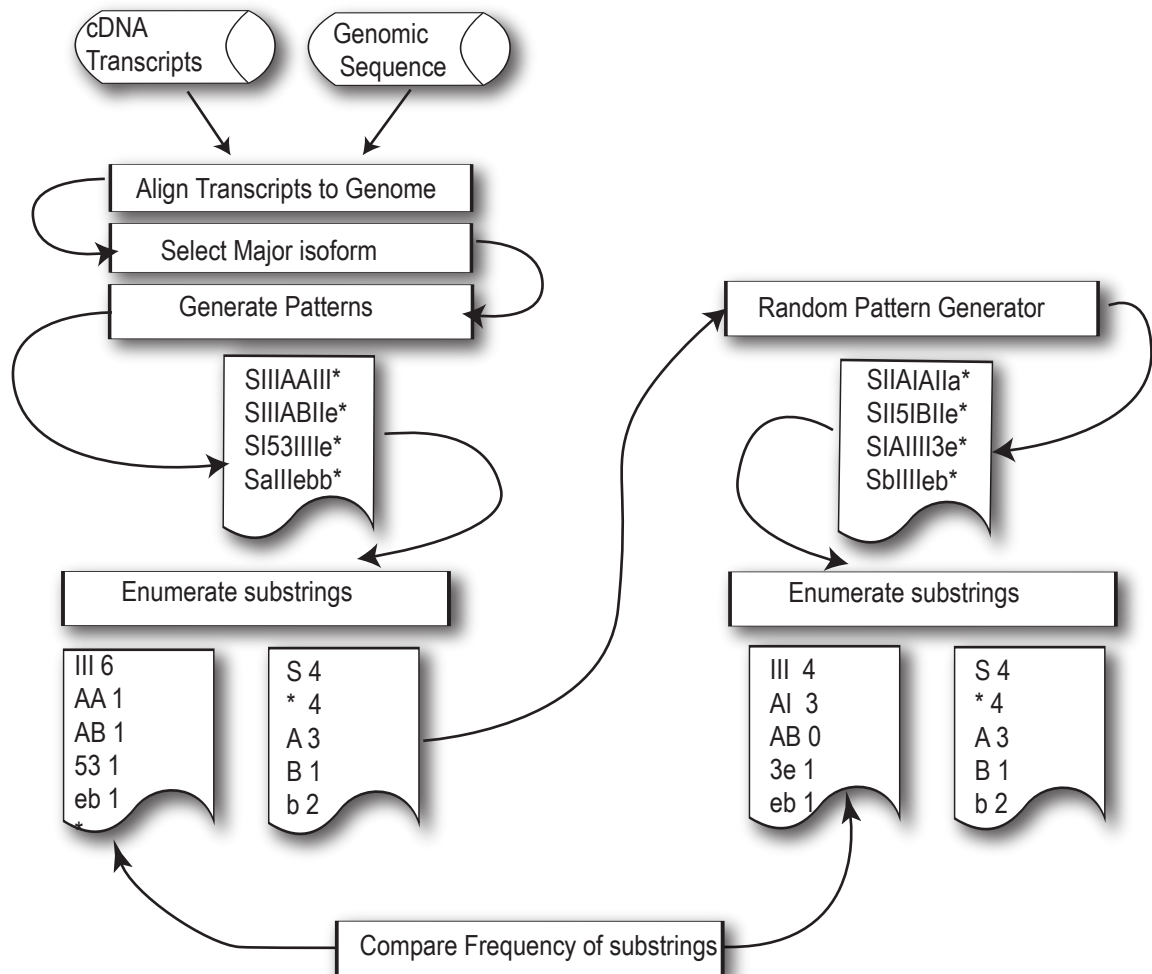 cDNA
Transcripts
Genomic
Sequence
Align Transcripts to Genome
Select Major isoform
Generate Patterns
SIIIAAIII*
SIIIABIIe*
SI53IIIIe*
SaIIIebb*
Enumerate substrings
III 6
AA 1
AB 1
53 1
eb 1
*
S 4
* 4
A 3
B 1
b 2
Random Pattern Generator
SIIAIAIIa*
SII5IBIIe*
SIAIIII3e*
SbIIIIeb*
Enumerate substrings
III 4
AI 3
AB 0
3e 1
eb 1
S 4
* 4
A 3
B 1
b 2
Compare Frequency of substrings